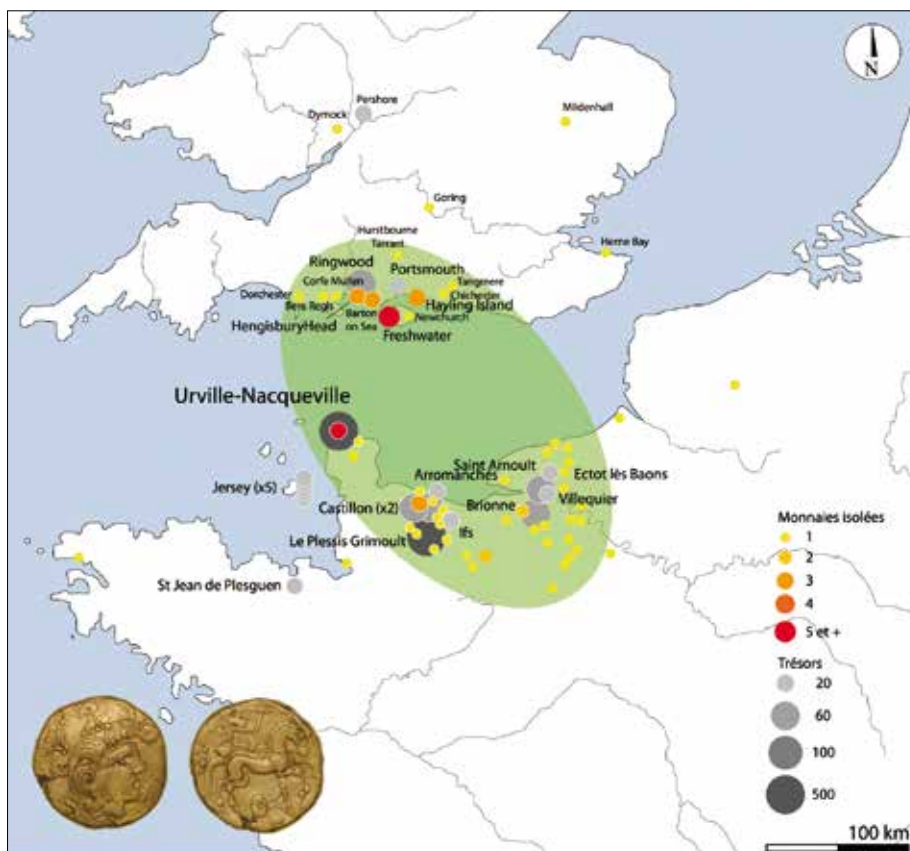 N
Pershore
Dymock
Mildenhall
Goring
Hurstbourne
Tarrant
Herne Bay
Ringwood
Portsmouth
Corfe Mullen
Tangmere
Dorchester
Chichester
Bere Regis
Hayling Island
Barton
on Sea
Newchurch
HengisburyHead
Freshwater
Urville-Nacqueville
Saint Arnoult
Arromanches
Ectot lès Baons
Jersey (x5)
Castillon (x2)
Brionne
Villequier
Le Plessis Grimoult
Ifs
St Jean de Plesguen
Monnaies isolées
1
2
3
4
5 et +
Trésors
20
60
100
500
100 km